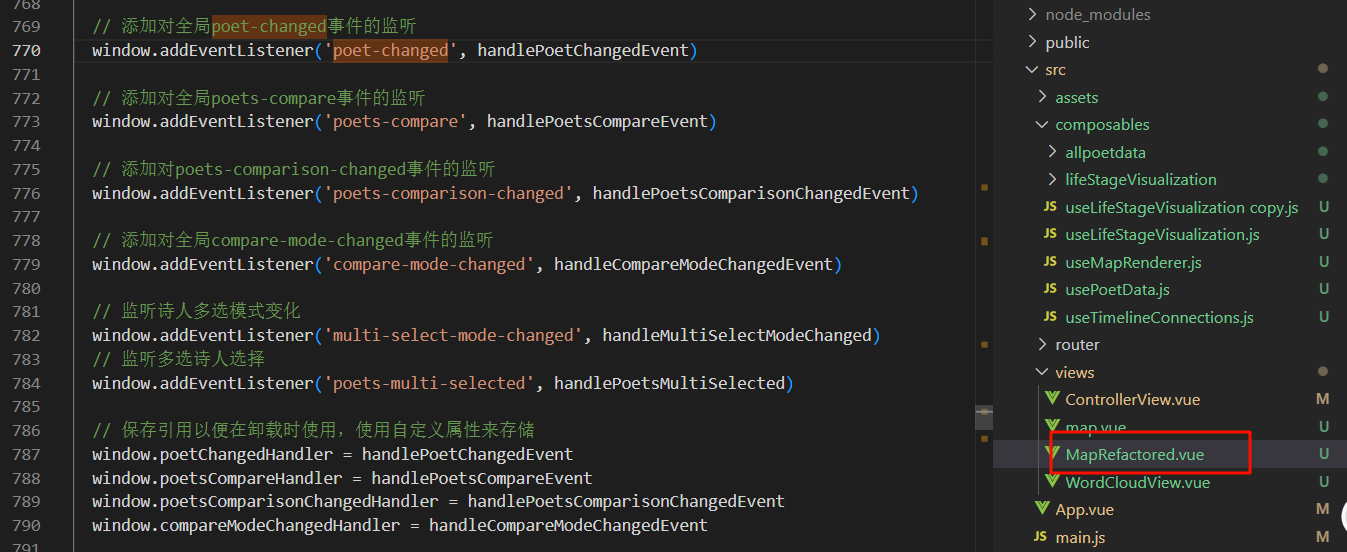 768
769 // 添加对全局poet-changed事件的监听
770 window.addEventListener('poet-changed', handlePoetChangedEvent)
771
772 // 添加对全局poets-compare事件的监听
773 window.addEventListener('poets-compare', handlePoetsCompareEvent)
774
775 // 添加对poets-comparison-changed事件的监听
776 window.addEventListener('poets-comparison-changed', handlePoetsComparisonChangedEvent)
777
778 // 添加对全局compare-mode-changed事件的监听
779 window.addEventListener('compare-mode-changed', handleCompareModeChangedEvent)
780
781 // 监听诗人多选模式变化
782 window.addEventListener('multi-select-mode-changed', handleMultiSelectModeChanged)
783 // 监听多选诗人选择
784 window.addEventListener('poets-multi-selected', handlePoetsMultiSelected)
785
786 // 保存引用以便在卸载时使用，使用自定义属性来存储
787 window.poetChangedHandler = handlePoetChangedEvent
788 window.poetsCompareHandler = handlePoetsCompareEvent
789 window.poetsComparisonChangedHandler = handlePoetsComparisonChangedEvent
790 window.compareModeChangedHandler = handleCompareModeChangedEvent
791
node_modules
public
src
assets
composables
allpoetdata
lifeStageVisualization
JS useLifeStageVisualization copy.js U
JS useLifeStageVisualization.js U
JS useMapRenderer.js U
JS usePoetData.js U
JS useTimelineConnections.js U
router
views
ControllerView.vue M
map.vue U
MapRefactored.vue U
WordCloudView.vue U
App.vue M
JS main.js M